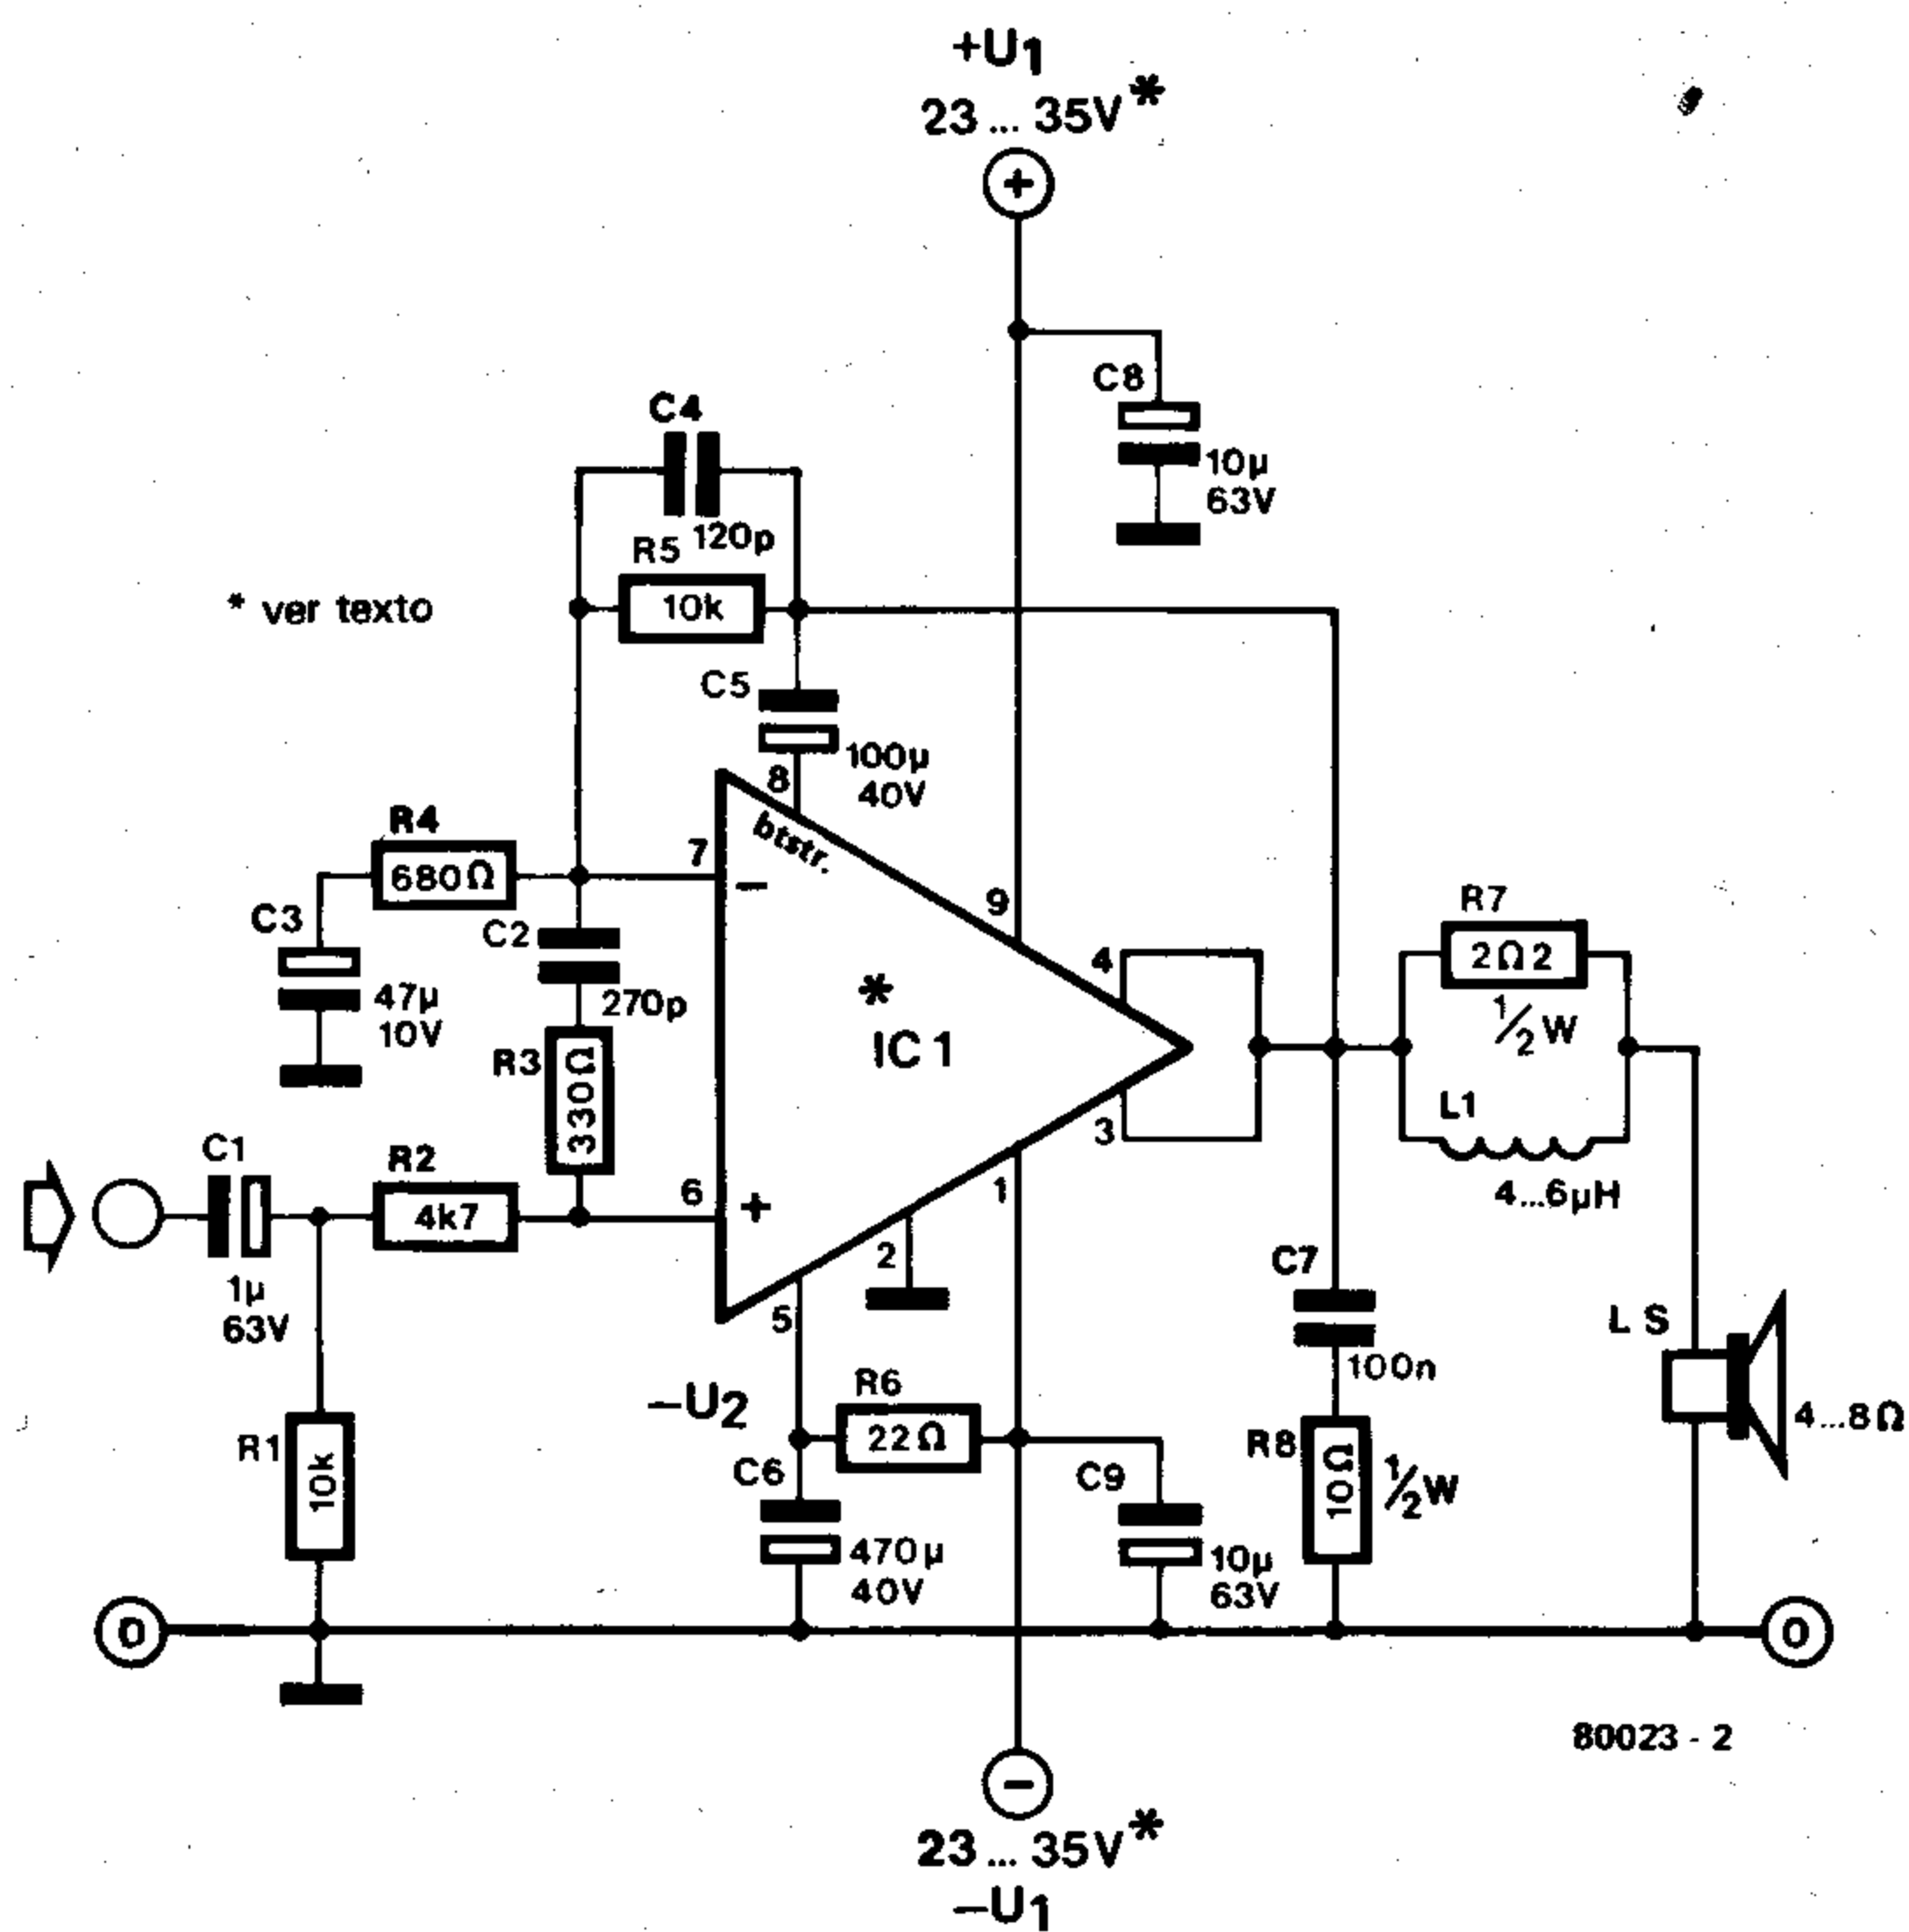 +U1
23 ... 35V*
C8
10µ
63V
C4
120p
R5
10k
* ver texto
C5
100µ
40V
8
btstr.
R4
680Ω
7
−
C3
47µ
10V
C2
270p
9
4
R7
2Ω2
1/2 W
*
IC1
R3
330Ω
L1
4...6µH
3
C1
1µ
63V
R2
4k7
6
+
1
2
5
C7
100n
LS
4...8Ω
−U2
R6
22Ω
R1
10k
C6
470µ
40V
C9
10µ
63V
R8
10Ω
1/2 W
0
0
80023 - 2
−
23 ... 35V*
−U1
+